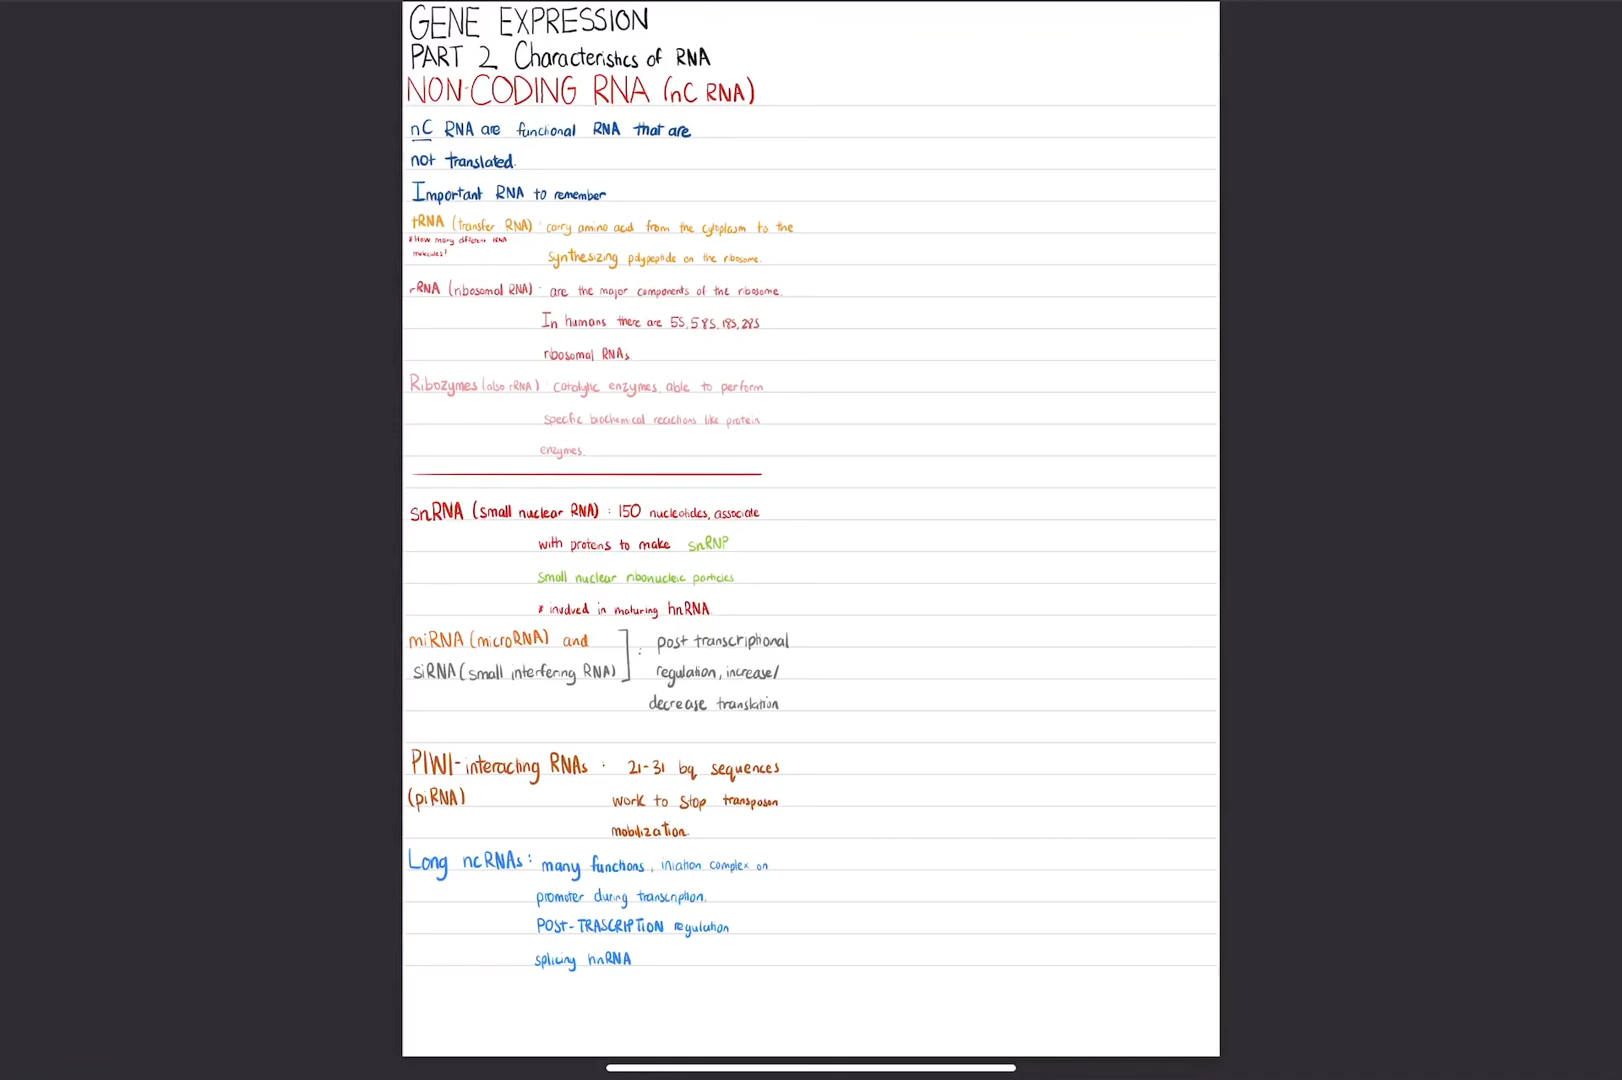 GENE EXPRESSION
PART 2 Characteristics of RNA
NON-CODING RNA (nC RNA)
nC RNA are functional RNA that are
not translated.
Important RNA to remember
tRNA (transfer RNA) : carry amino acid from the cytoplasm to the
* How many different tRNA
molecules?
synthesizing polypeptide on the ribosome.
rRNA (ribosomal RNA) : are the major components of the ribosome.
In humans there are 5S, 5.8S, 18S, 28S
ribosomal RNAs
Ribozymes (also rRNA) : catalytic enzymes, able to perform
specific biochemical reactions like protein
enzymes.
snRNA (small nuclear RNA) : 150 nucleotides, associate
with proteins to make snRNP
small nuclear ribonucleic particles
* involved in maturing hnRNA
miRNA (microRNA) and
siRNA (small interfering RNA) : post transcriptional
regulation, increase/
decrease translation
PIWI-interacting RNAs : 21-31 bq sequences
(piRNA) work to stop transposon
mobilization.
Long ncRNAs : many functions, iniation complex on
promoter during transcription.
POST-TRASCRIPTION regulation
splicing hnRNA